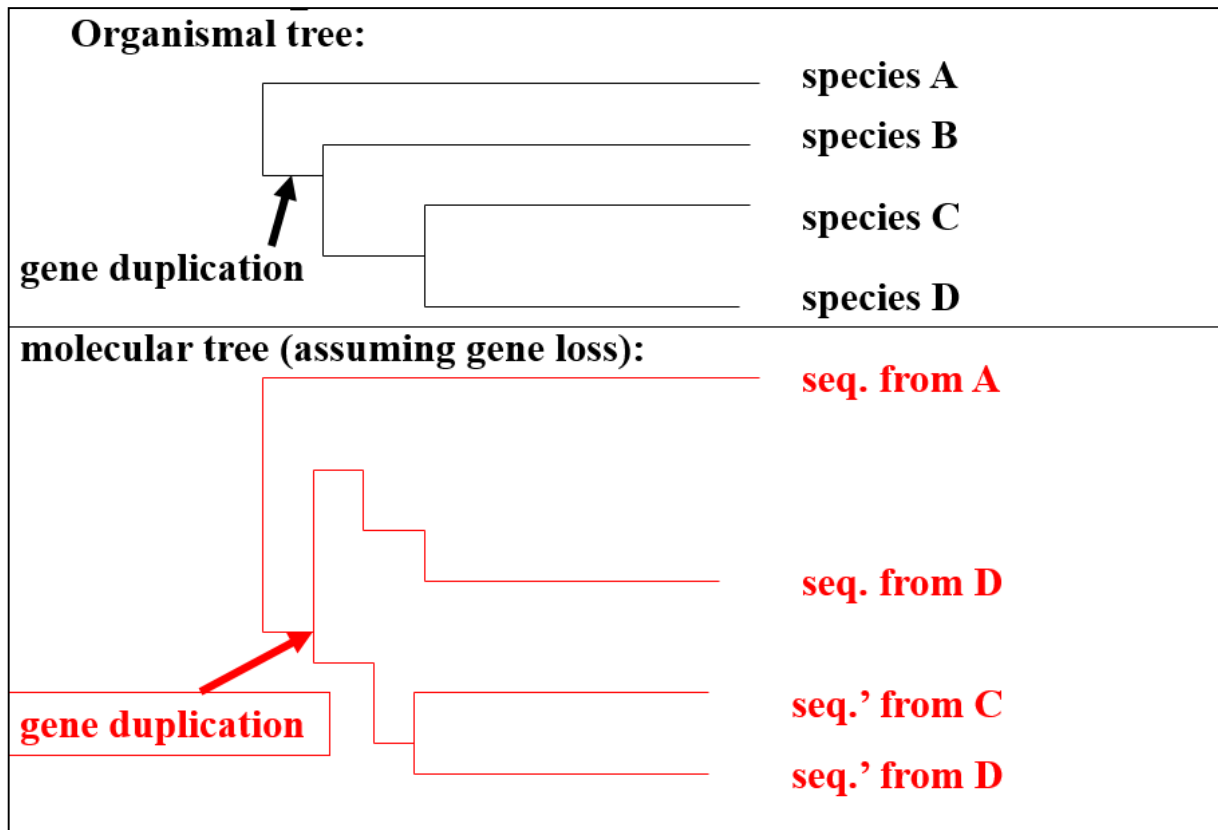 Organismal tree:
species A
species B
species C
gene duplication
species D
molecular tree (assuming gene loss):
seq. from A
seq. from D
seq.’ from C
gene duplication
seq.’ from D